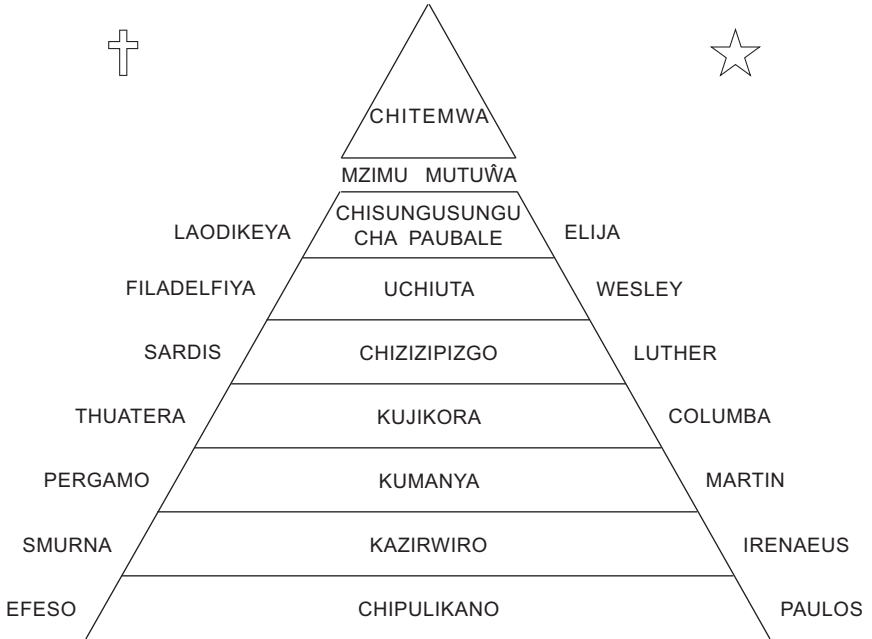 CHITEMWA
MZIMU MUTUŴA
CHISUNGUSUNGU
LAODIKEYA CHA PAUBALE ELIJA
FILADELFIYA UCHIUTA WESLEY
SARDIS CHIZIZIPIZGO LUTHER
THUATERA KUJIKORA COLUMBA
PERGAMO KUMANYA MARTIN
SMURNA KAZIRWIRO IRENAEUS
EFESO CHIPULIKANO PAULOS